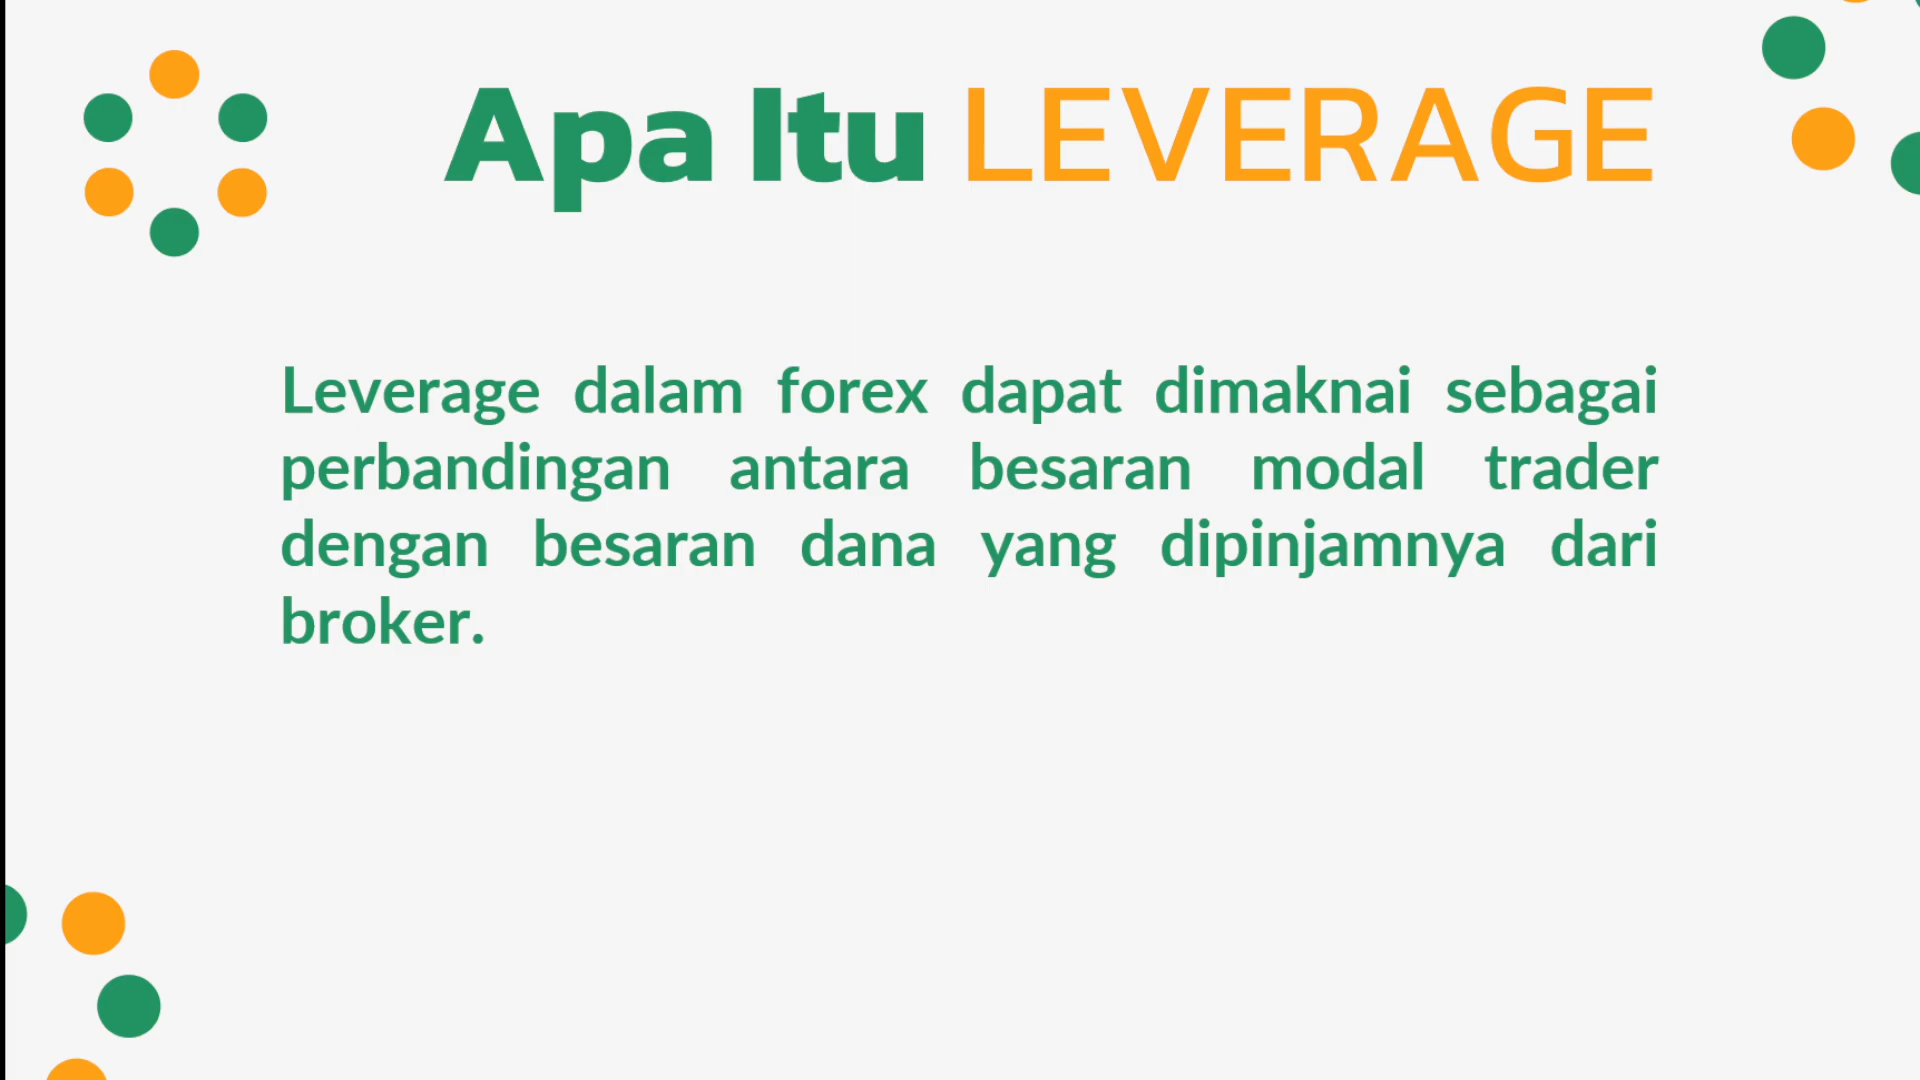 Apa Itu LEVERAGE
Leverage dalam forex dapat dimaknai sebagai
perbandingan antara besaran modal trader
dengan besaran dana yang dipinjamnya dari
broker.